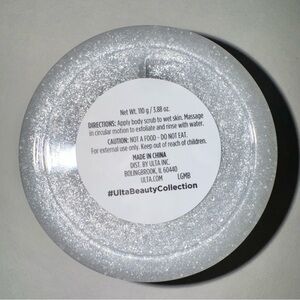 Net Wt. 110 g / 3.88 oz.
DIRECTIONS: Apply body scrub to wet skin. Massage
in circular motion to exfoliate and rinse with water.
CAUTION: NOT A FOOD - DO NOT EAT.
For external use only. Keep out of reach of children.
MADE IN CHINA
DIST. BY ULTA INC.
BOLINGBROOK, IL 60440
ULTA.COM LGMB
#UltaBeautyCollection